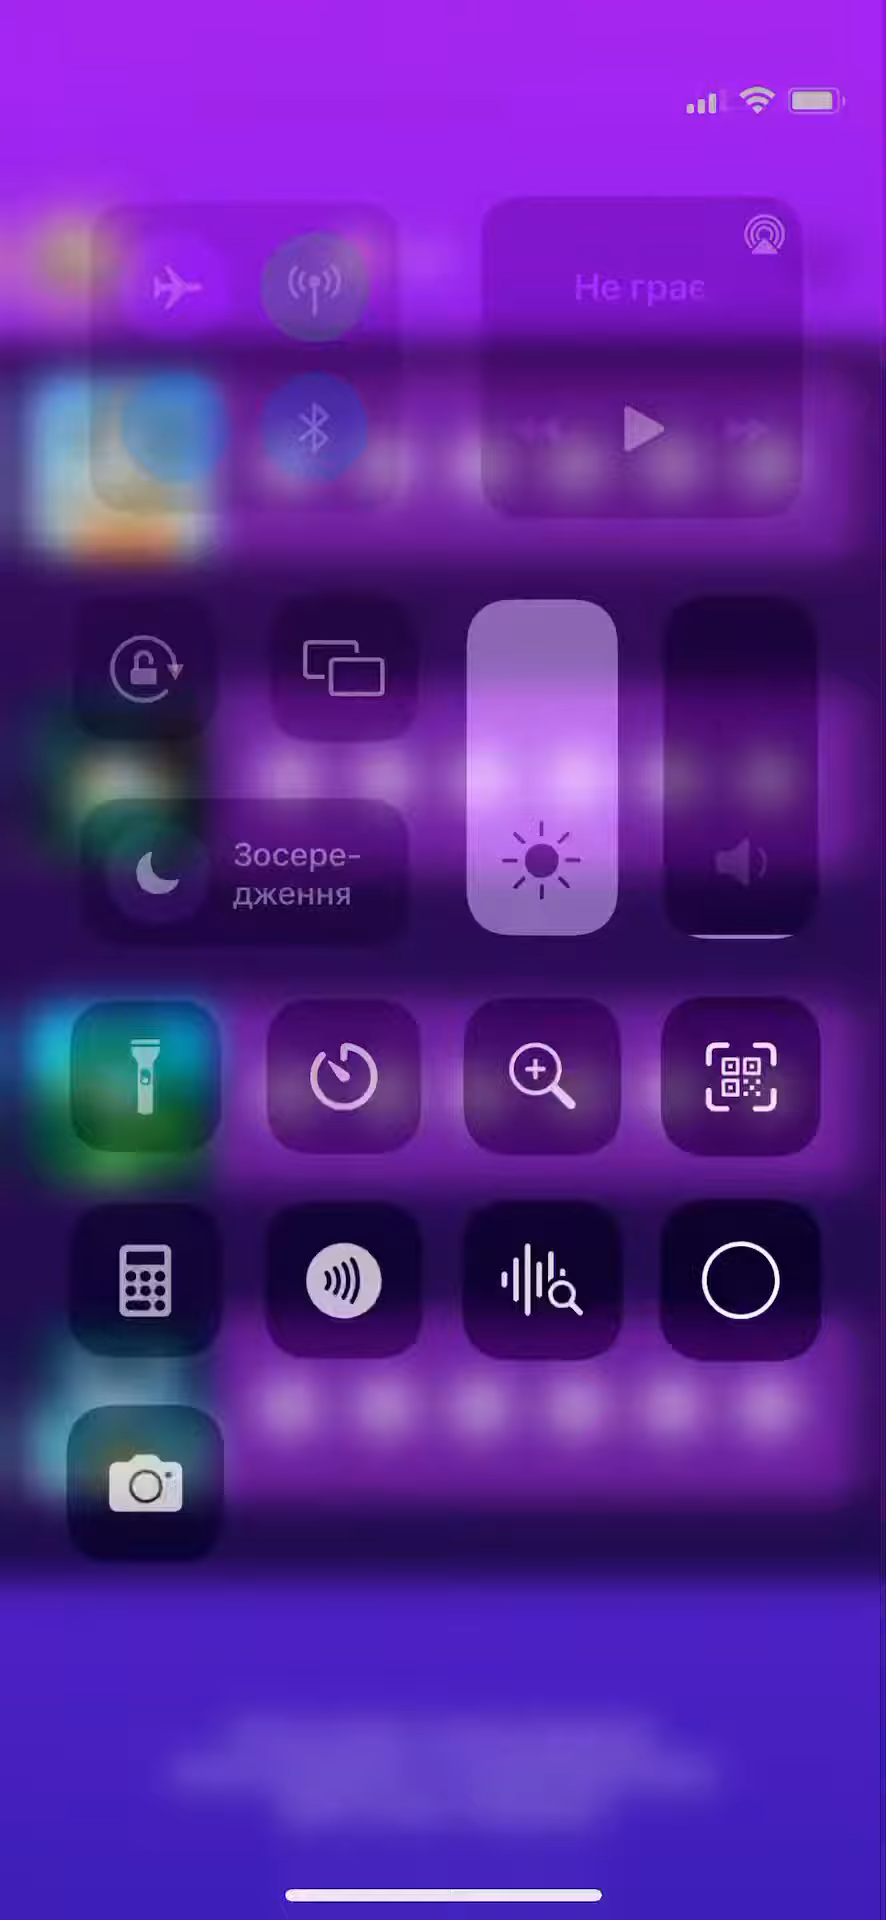 Не грає
Зосере-
дження